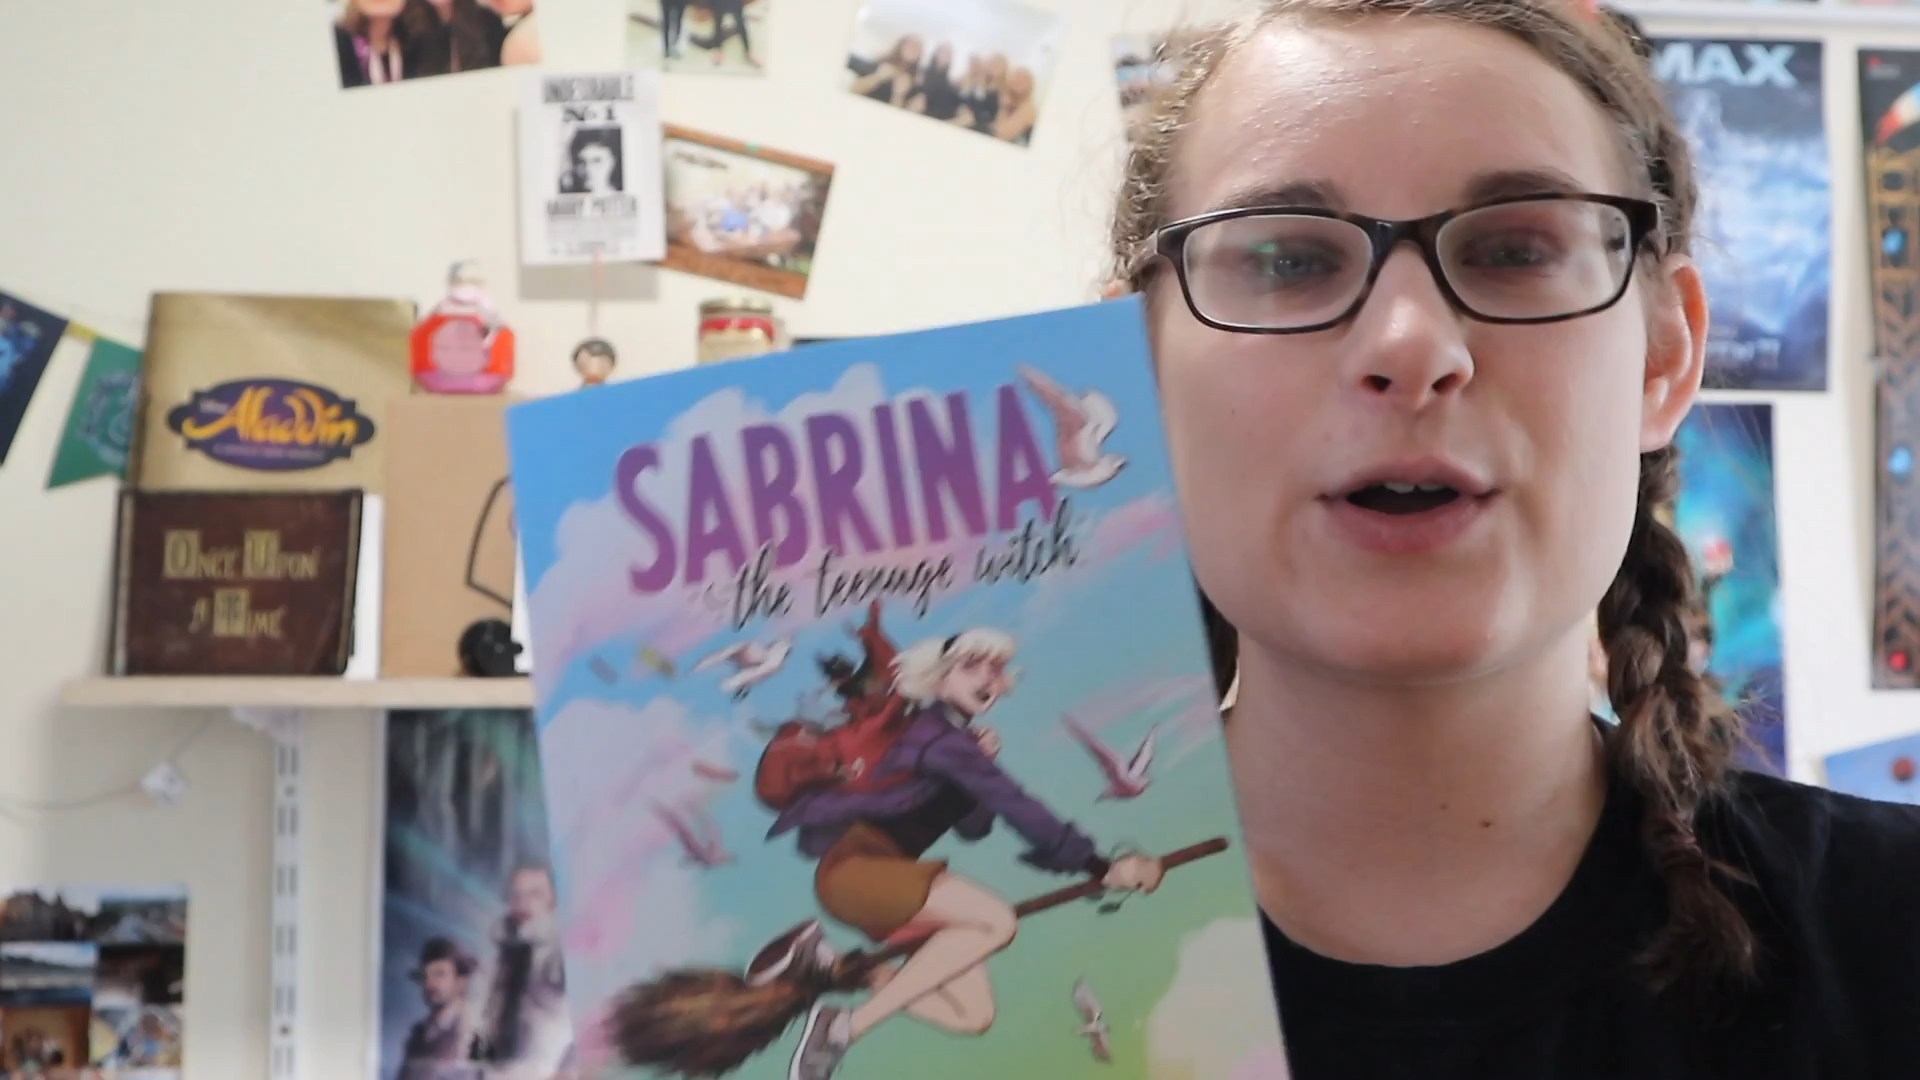 UNDESIRABLE
No 1
HARRY POTTER
MAX
Aladdin
ONCE UPON
A TIME
SABRINA
the teenage witch